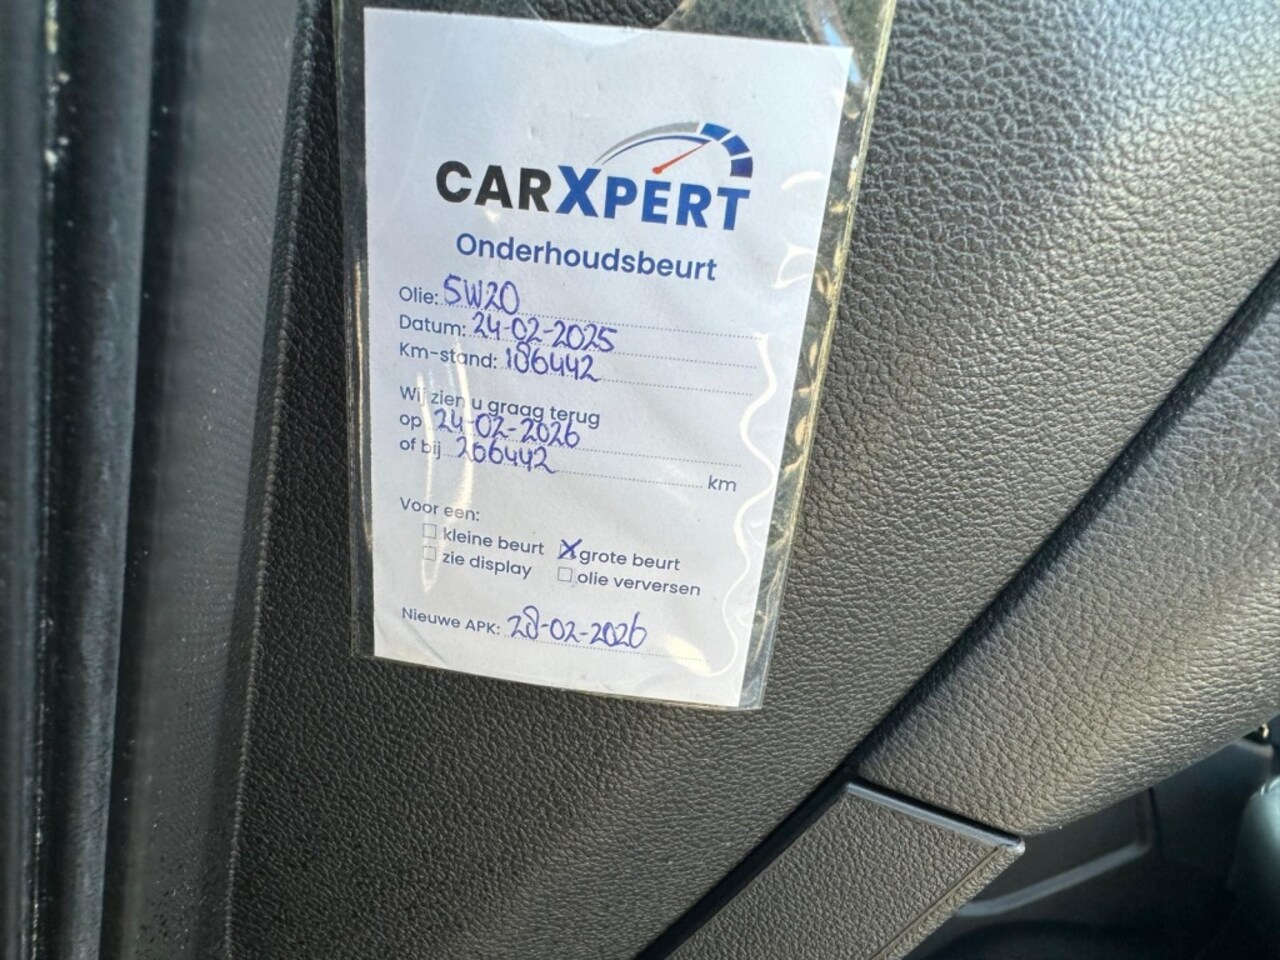 CARXPERT
Onderhoudsbeurt
Olie: 5W20
Datum: 24-02-2025
Km-stand: 186442
Wij zien u graag terug
op 24-02-2026
of bij 206442 km
Voor een:
☐ kleine beurt ☒ grote beurt
☐ zie display ☐ olie verversen
Nieuwe APK: 28-02-2026